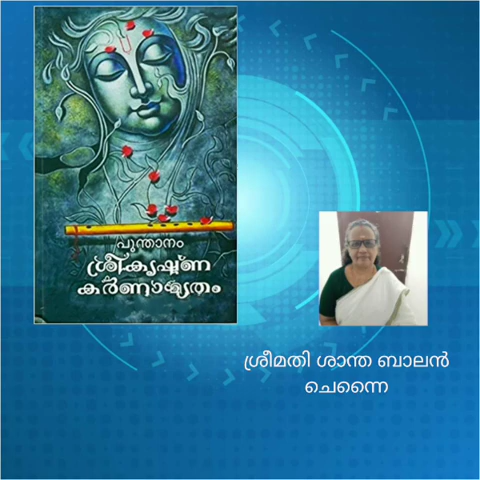 പൂന്താനം
ശ്രീകൃഷ്ണ
കർണാമൃതം
ശ്രീമതി ശാന്ത ബാലൻ
ചെന്നൈ